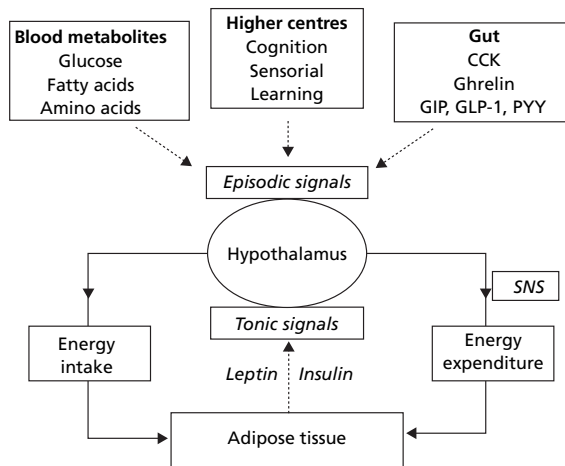 Blood metabolites
Glucose
Fatty acids
Amino acids
Higher centres
Cognition
Sensorial
Learning
Gut
CCK
Ghrelin
GIP, GLP-1, PYY
Episodic signals
Hypothalamus
SNS
Tonic signals
Energy
intake
Energy
expenditure
Leptin Insulin
Adipose tissue